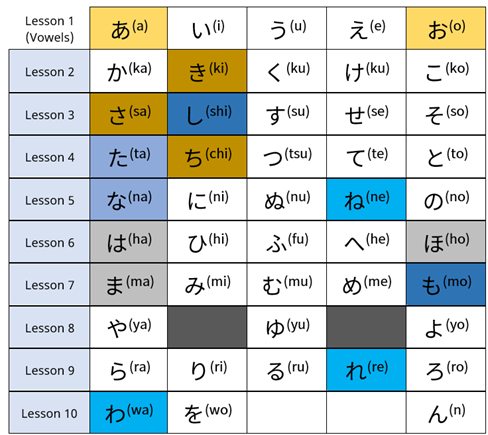 Lesson 1 (Vowels) あ(a) い(i) う(u) え(e) お(o)
Lesson 2 か(ka) き(ki) く(ku) け(ku) こ(ko)
Lesson 3 さ(sa) し(shi) す(su) せ(se) そ(so)
Lesson 4 た(ta) ち(chi) つ(tsu) て(te) と(to)
Lesson 5 な(na) に(ni) ぬ(nu) ね(ne) の(no)
Lesson 6 は(ha) ひ(hi) ふ(fu) へ(he) ほ(ho)
Lesson 7 ま(ma) み(mi) む(mu) め(me) も(mo)
Lesson 8 や(ya) ゆ(yu) よ(yo)
Lesson 9 ら(ra) り(ri) る(ru) れ(re) ろ(ro)
Lesson 10 わ(wa) を(wo) ん(n)